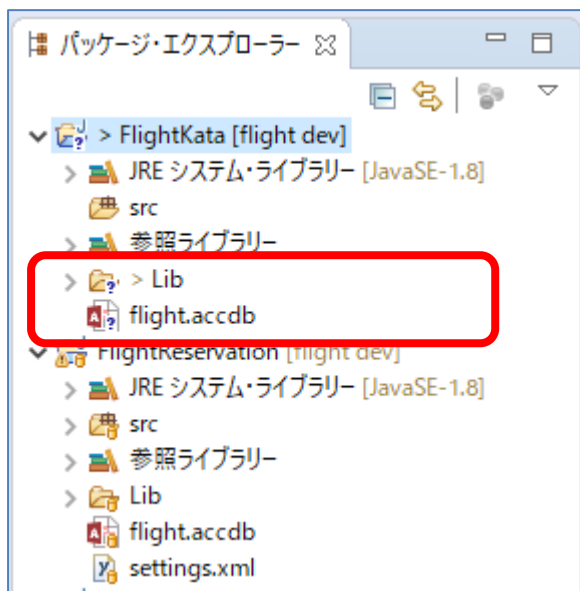 パッケージ・エクスプローラー
> FlightKata [flight dev]
JRE システム・ライブラリー [JavaSE-1.8]
src
参照ライブラリー
> Lib
flight.accdb
FlightReservation [flight dev]
JRE システム・ライブラリー [JavaSE-1.8]
src
参照ライブラリー
Lib
flight.accdb
settings.xml